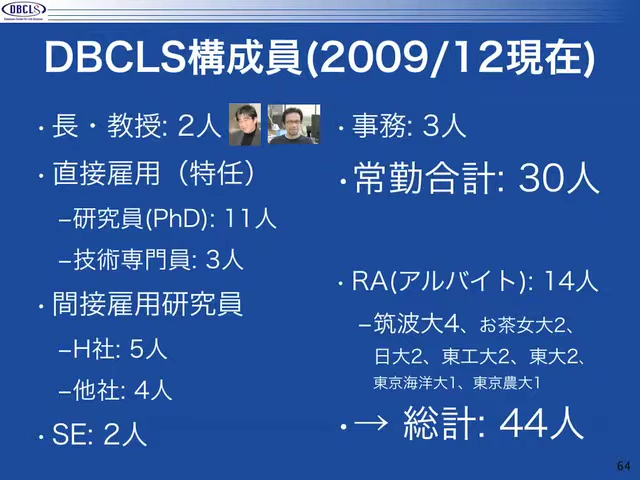 DBCLS
DBCLS構成員(2009/12現在)
・長・教授: 2人
・直接雇用（特任）
–研究員(PhD): 11人
–技術専門員: 3人
・間接雇用研究員
–H社: 5人
–他社: 4人
・SE: 2人
・事務: 3人
・常勤合計: 30人
・RA(アルバイト): 14人
–筑波大4、お茶女大2、
日大2、東工大2、東大2、
東京海洋大1、東京農大1
・→ 総計: 44人
64